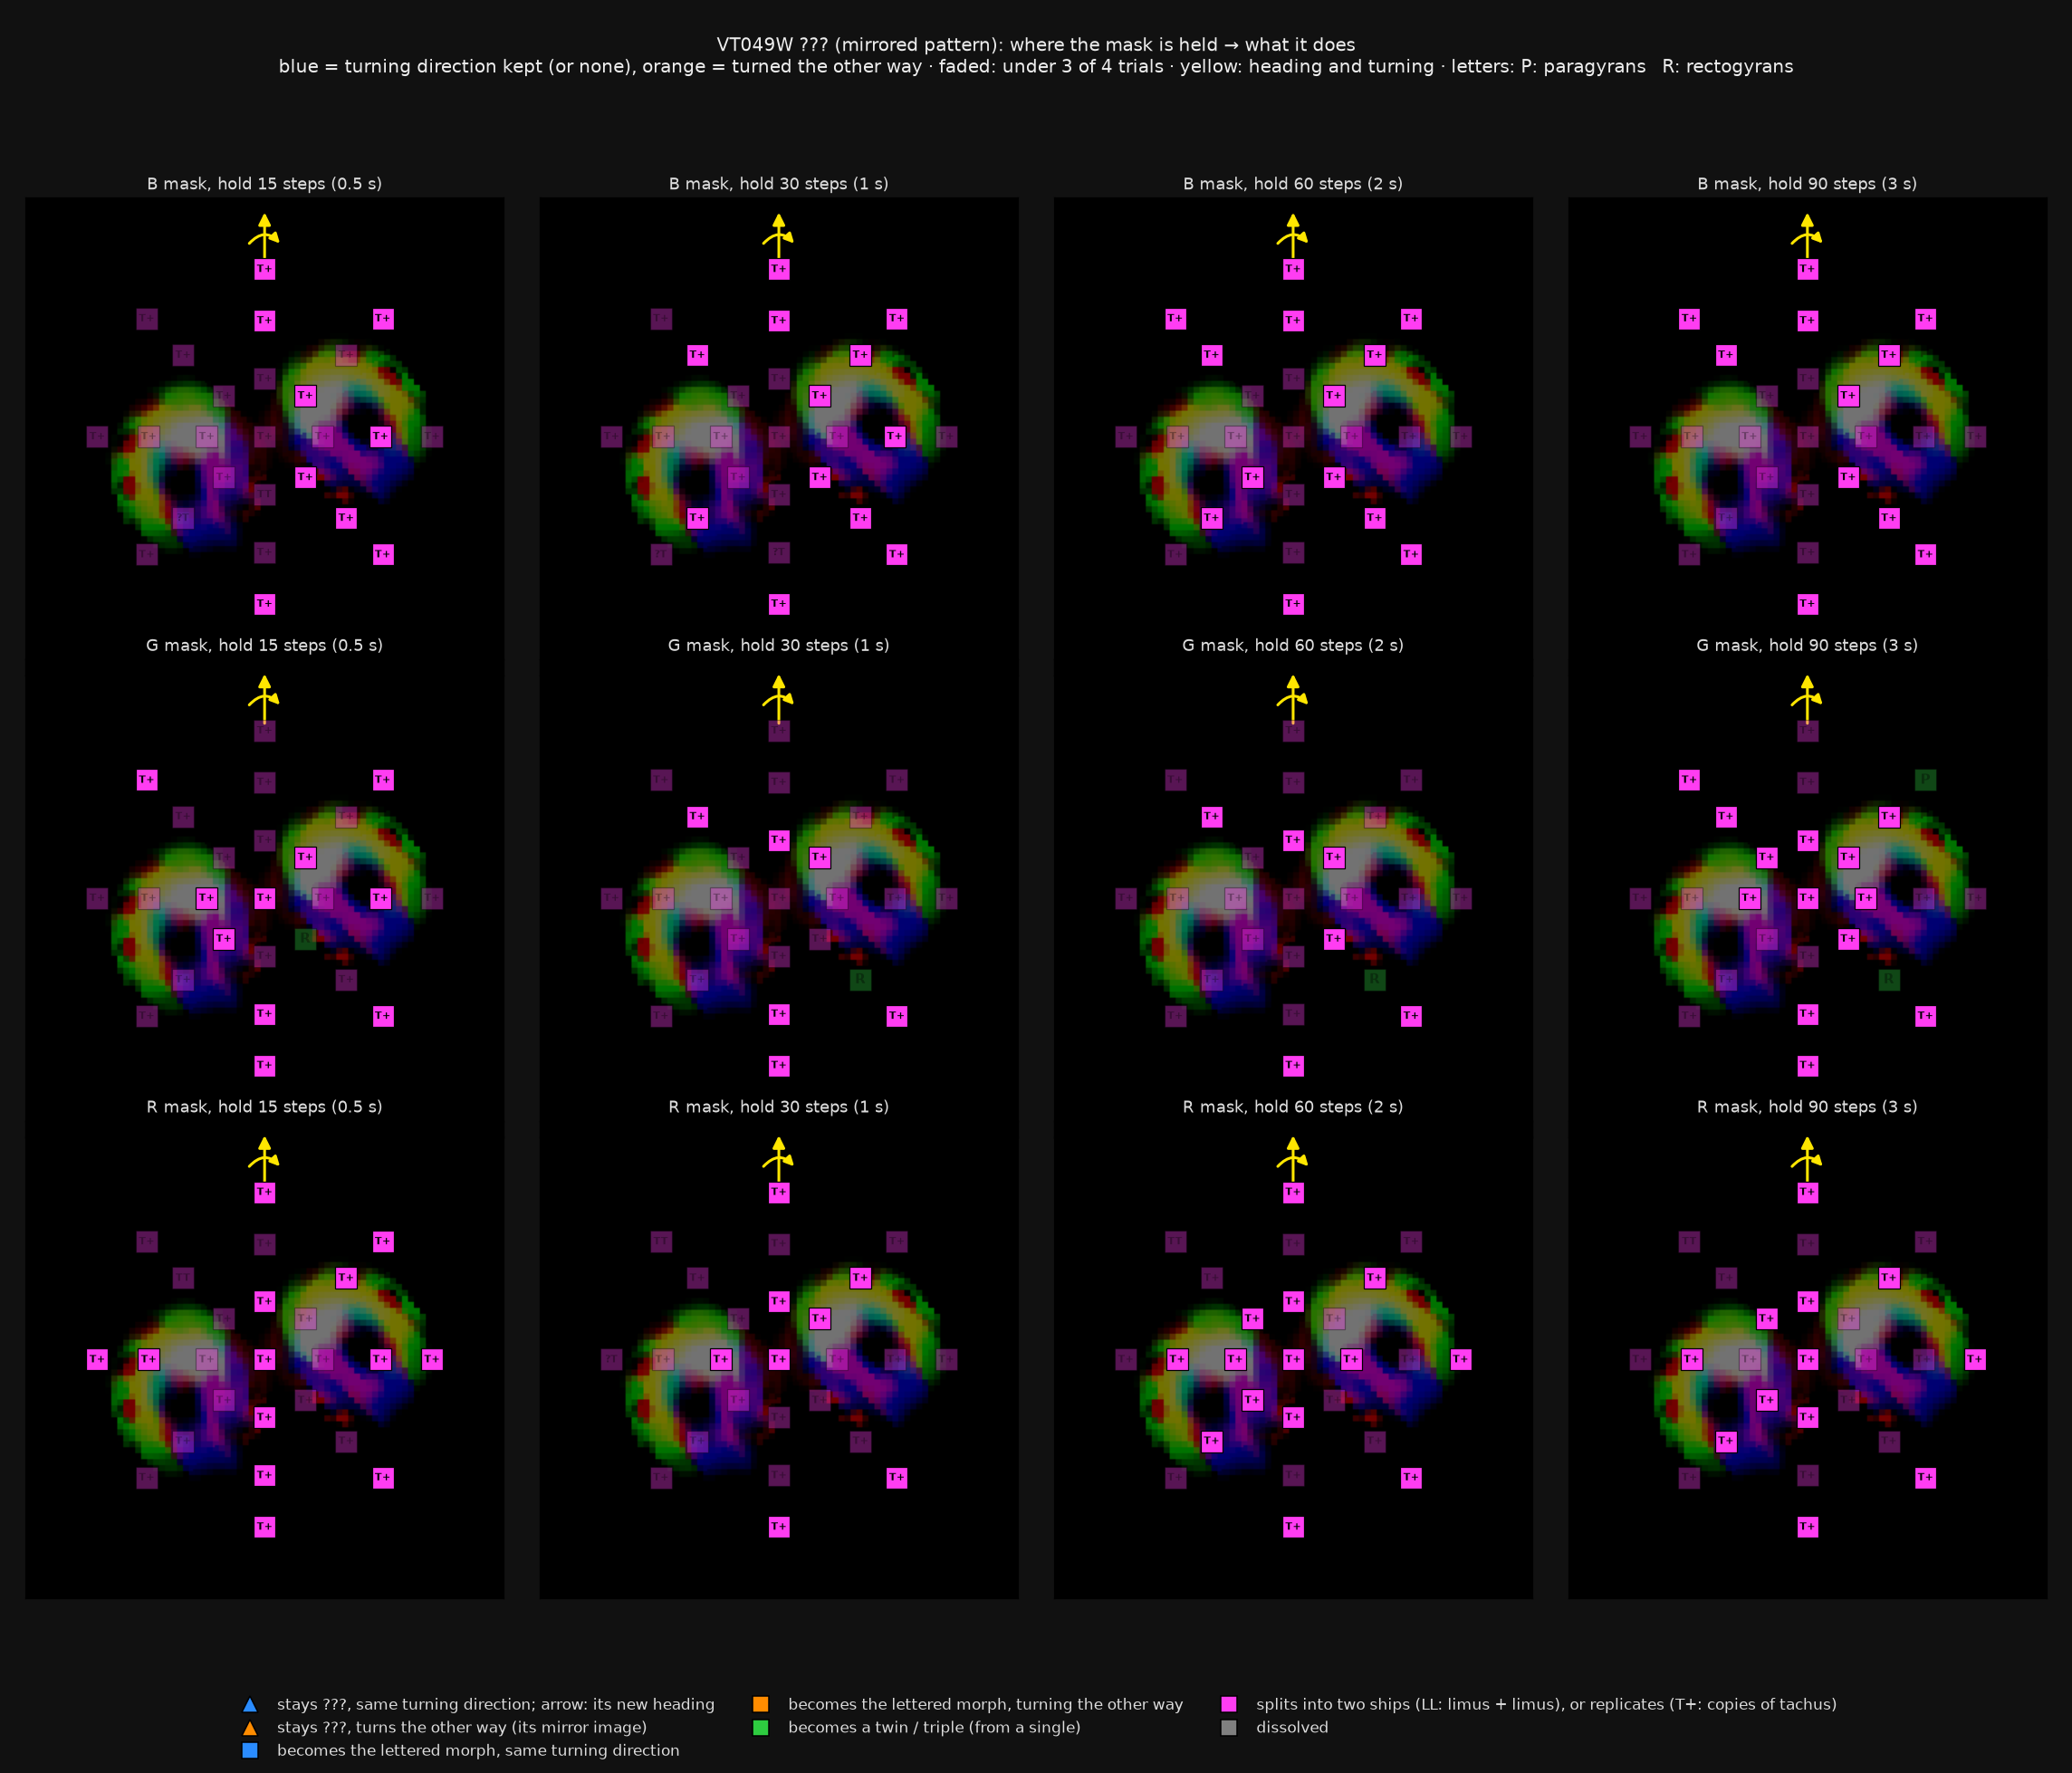 VT049W ??? (mirrored pattern): where the mask is held → what it does
blue = turning direction kept (or none), orange = turned the other way · faded: under 3 of 4 trials · yellow: heading and turning · letters: P: paragyrans   R: rectogyrans
B mask, hold 15 steps (0.5 s)
B mask, hold 30 steps (1 s)
B mask, hold 60 steps (2 s)
B mask, hold 90 steps (3 s)
G mask, hold 15 steps (0.5 s)
G mask, hold 30 steps (1 s)
G mask, hold 60 steps (2 s)
G mask, hold 90 steps (3 s)
R mask, hold 15 steps (0.5 s)
R mask, hold 30 steps (1 s)
R mask, hold 60 steps (2 s)
R mask, hold 90 steps (3 s)
stays ???, same turning direction; arrow: its new heading
stays ???, turns the other way (its mirror image)
becomes the lettered morph, same turning direction
becomes the lettered morph, turning the other way
becomes a twin / triple (from a single)
splits into two ships (LL: limus + limus), or replicates (T+: copies of tachus)
dissolved